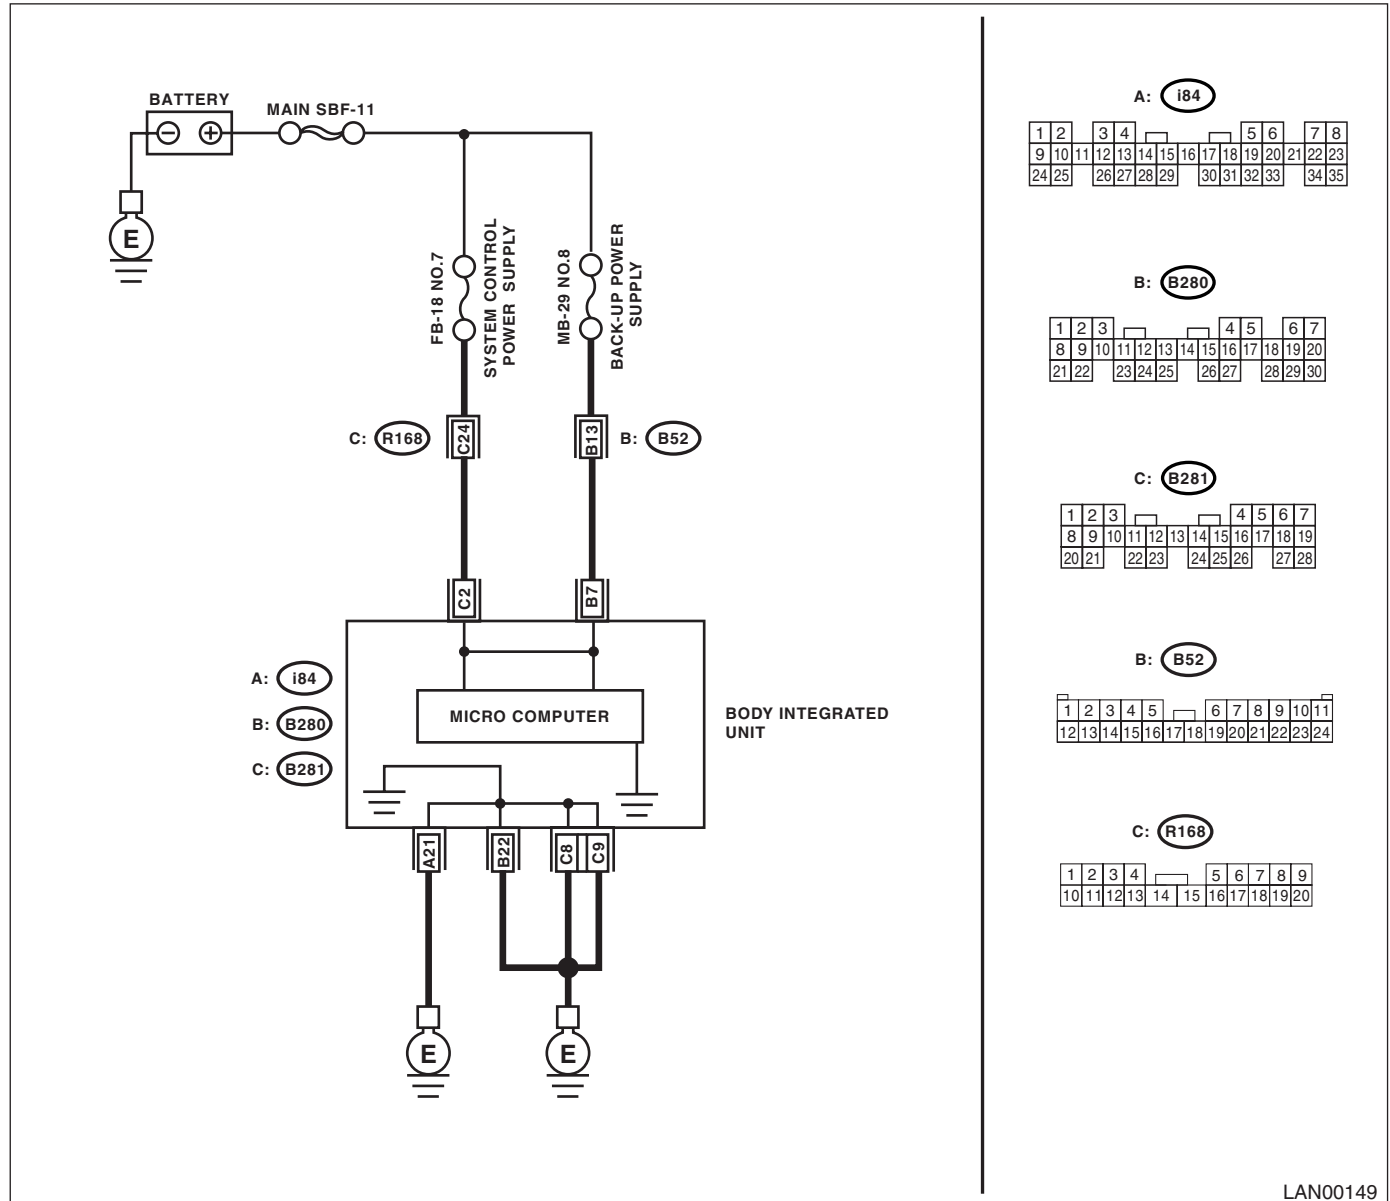 BATTERY
MAIN SBF-11
E
FB-18 NO.7
SYSTEM CONTROL
POWER SUPPLY
MB-29 NO.8
BACK-UP POWER
SUPPLY
C: R168
C24
B13
B: B52
C2
B7
A: i84
B: B280
C: B281
MICRO COMPUTER
BODY INTEGRATED
UNIT
A21
B22
C8
C9
E
E
A: i84
1 2 3 4 5 6 7 8
9 10 11 12 13 14 15 16 17 18 19 20 21 22 23
24 25 26 27 28 29 30 31 32 33 34 35
B: B280
1 2 3 4 5 6 7
8 9 10 11 12 13 14 15 16 17 18 19 20
21 22 23 24 25 26 27 28 29 30
C: B281
1 2 3 4 5 6 7
8 9 10 11 12 13 14 15 16 17 18 19
20 21 22 23 24 25 26 27 28
B: B52
1 2 3 4 5 6 7 8 9 10 11
12 13 14 15 16 17 18 19 20 21 22 23 24
C: R168
1 2 3 4 5 6 7 8 9
10 11 12 13 14 15 16 17 18 19 20
LAN00149